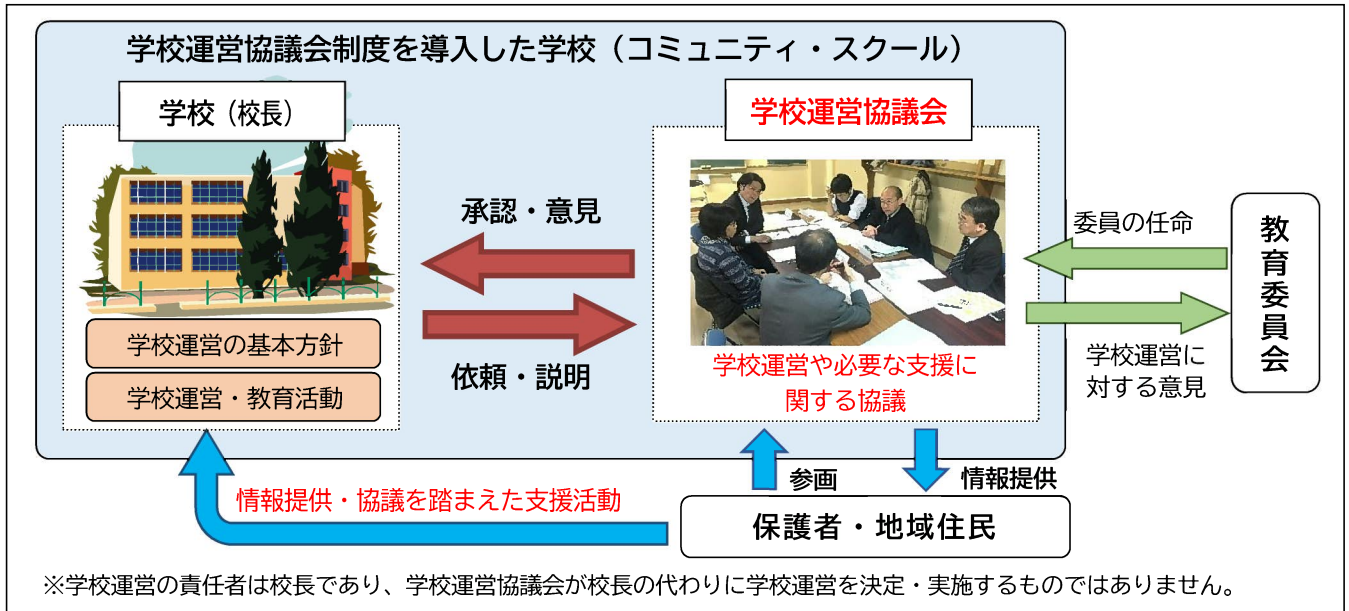 学校運営協議会制度を導入した学校（コミュニティ・スクール）
学校（校長）
学校運営協議会
承認・意見
依頼・説明
学校運営の基本方針
学校運営・教育活動
学校運営や必要な支援に
関する協議
委員の任命
学校運営に
対する意見
教育委員会
参画
情報提供
情報提供・協議を踏まえた支援活動
保護者・地域住民
※学校運営の責任者は校長であり、学校運営協議会が校長の代わりに学校運営を決定・実施するものではありません。